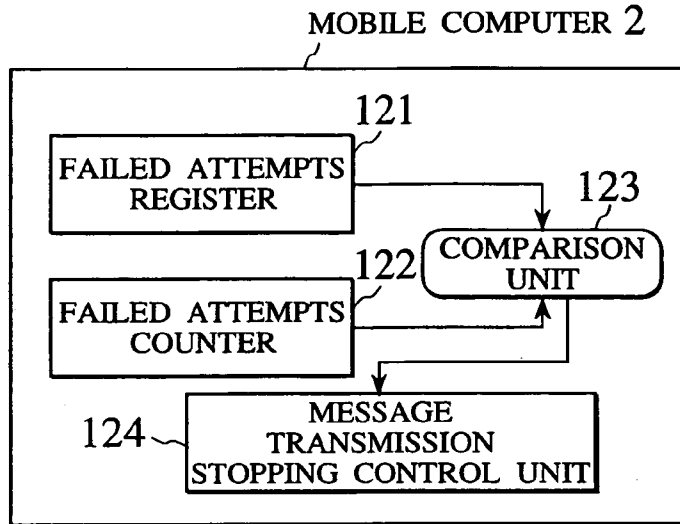 MOBILE COMPUTER 2
121
FAILED ATTEMPTS
REGISTER
123
COMPARISON
UNIT
122
FAILED ATTEMPTS
COUNTER
124
MESSAGE
TRANSMISSION
STOPPING CONTROL UNIT